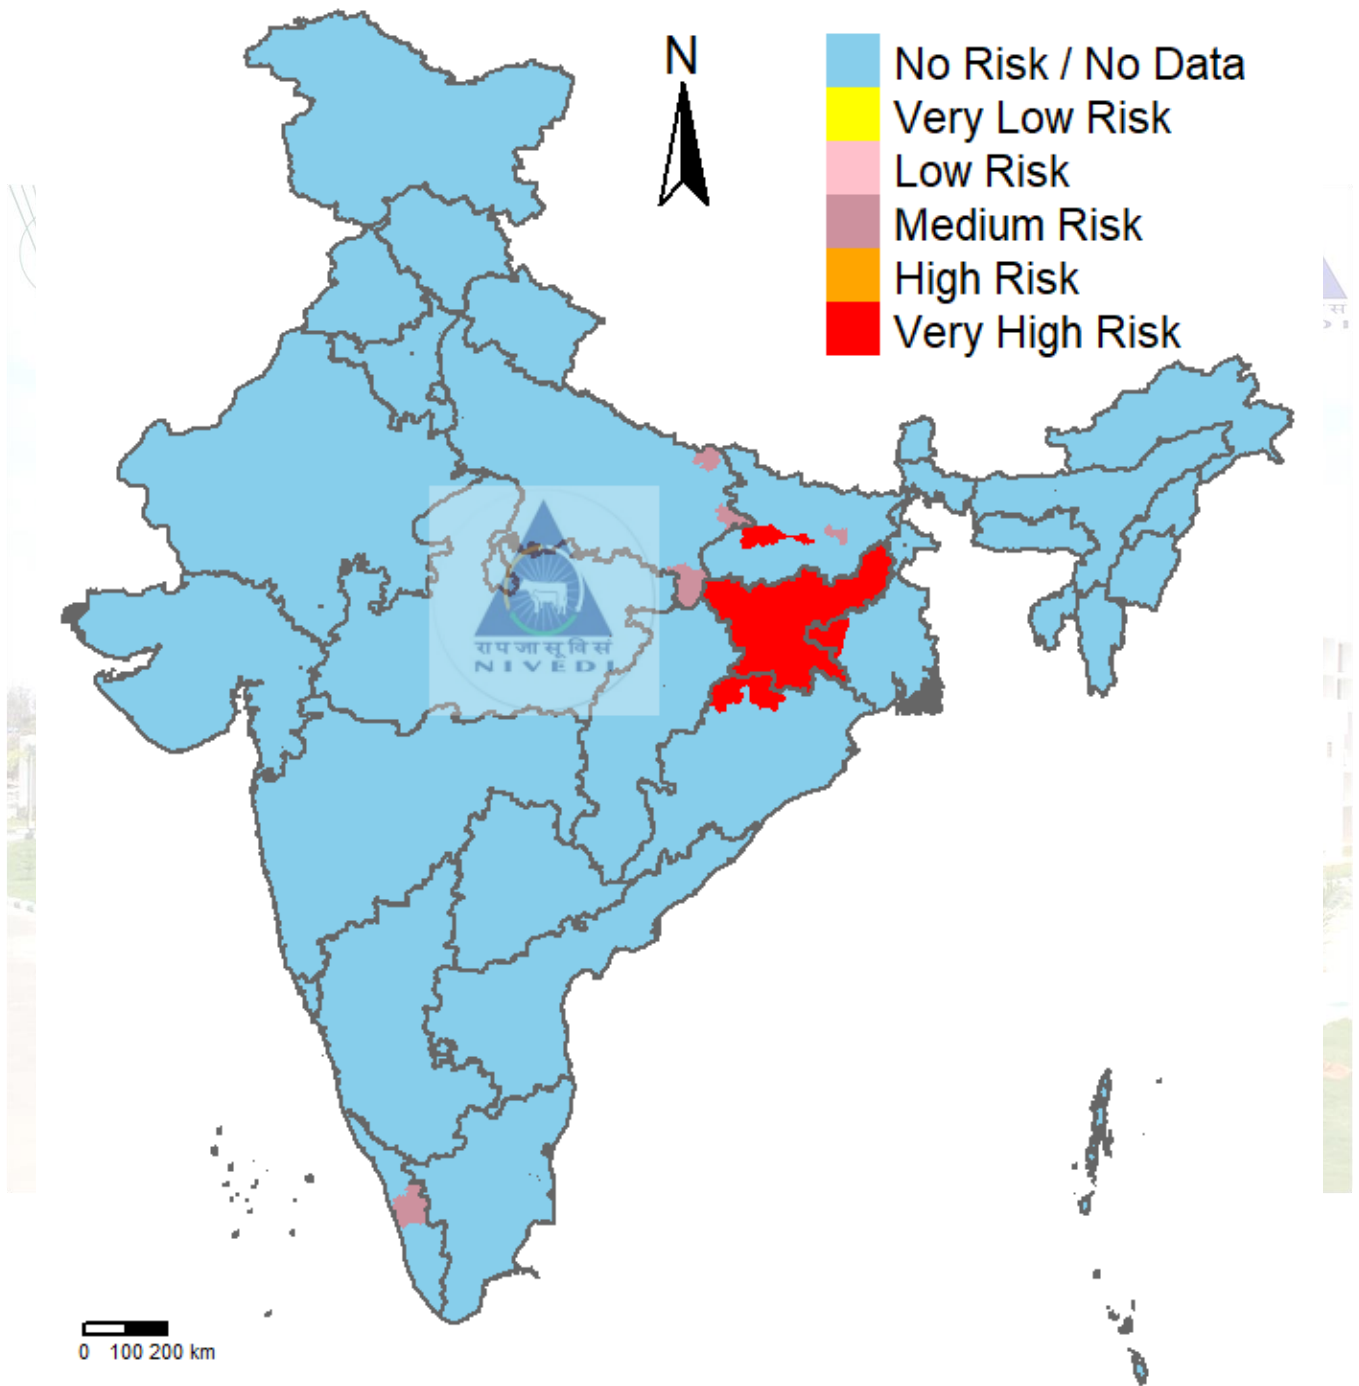 N
No Risk / No Data
Very Low Risk
Low Risk
Medium Risk
High Risk
Very High Risk
रा प जा सू वि सं
NIVEDI
0 100 200 km